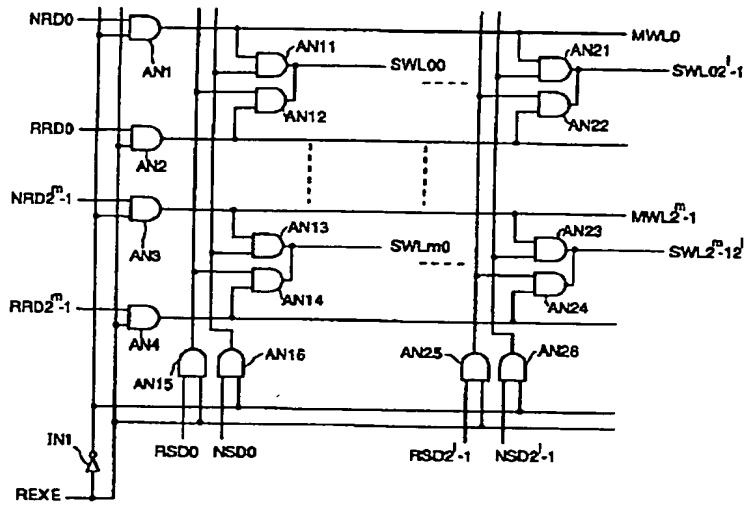 NRD0
AN1
AN11
SWL00
MWL0
AN21
SWL02^l-1
AN12
AN22
RRD0
AN2
NRD2^m-1
AN3
AN13
SWLm0
MWL2^m-1
AN23
SWL2^m-12^l
AN14
AN24
RRD2^m-1
AN4
AN15
AN16
AN25
AN26
IN1
RSD0
NSD0
RSD2^l-1
NSD2^l-1
REXE